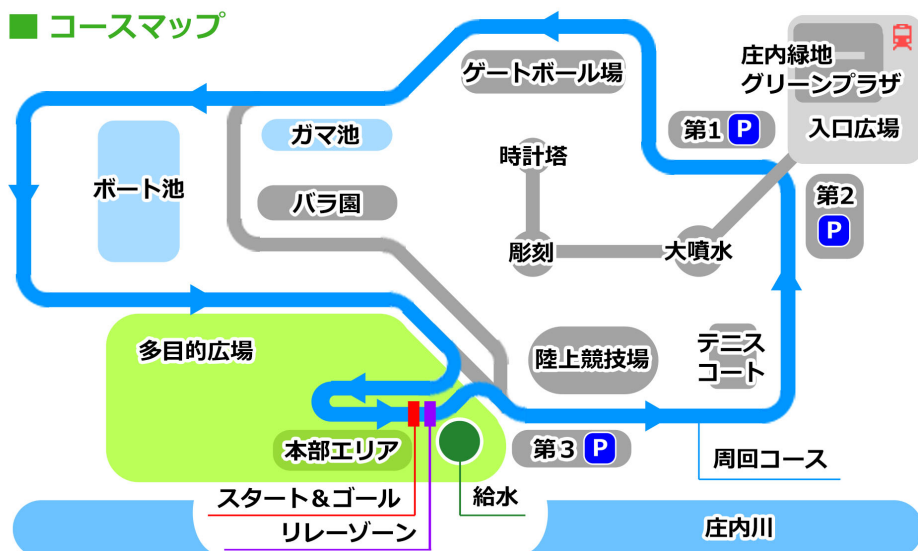 ■ コースマップ
庄内緑地
グリーンプラザ
入口広場
ゲートボール場
第1 P
ガマ池
時計塔
ボート池
バラ園
第2
P
彫刻
大噴水
多目的広場
陸上競技場
テニス
コート
本部エリア
第3 P
周回コース
スタート&ゴール
給水
リレーゾーン
庄内川